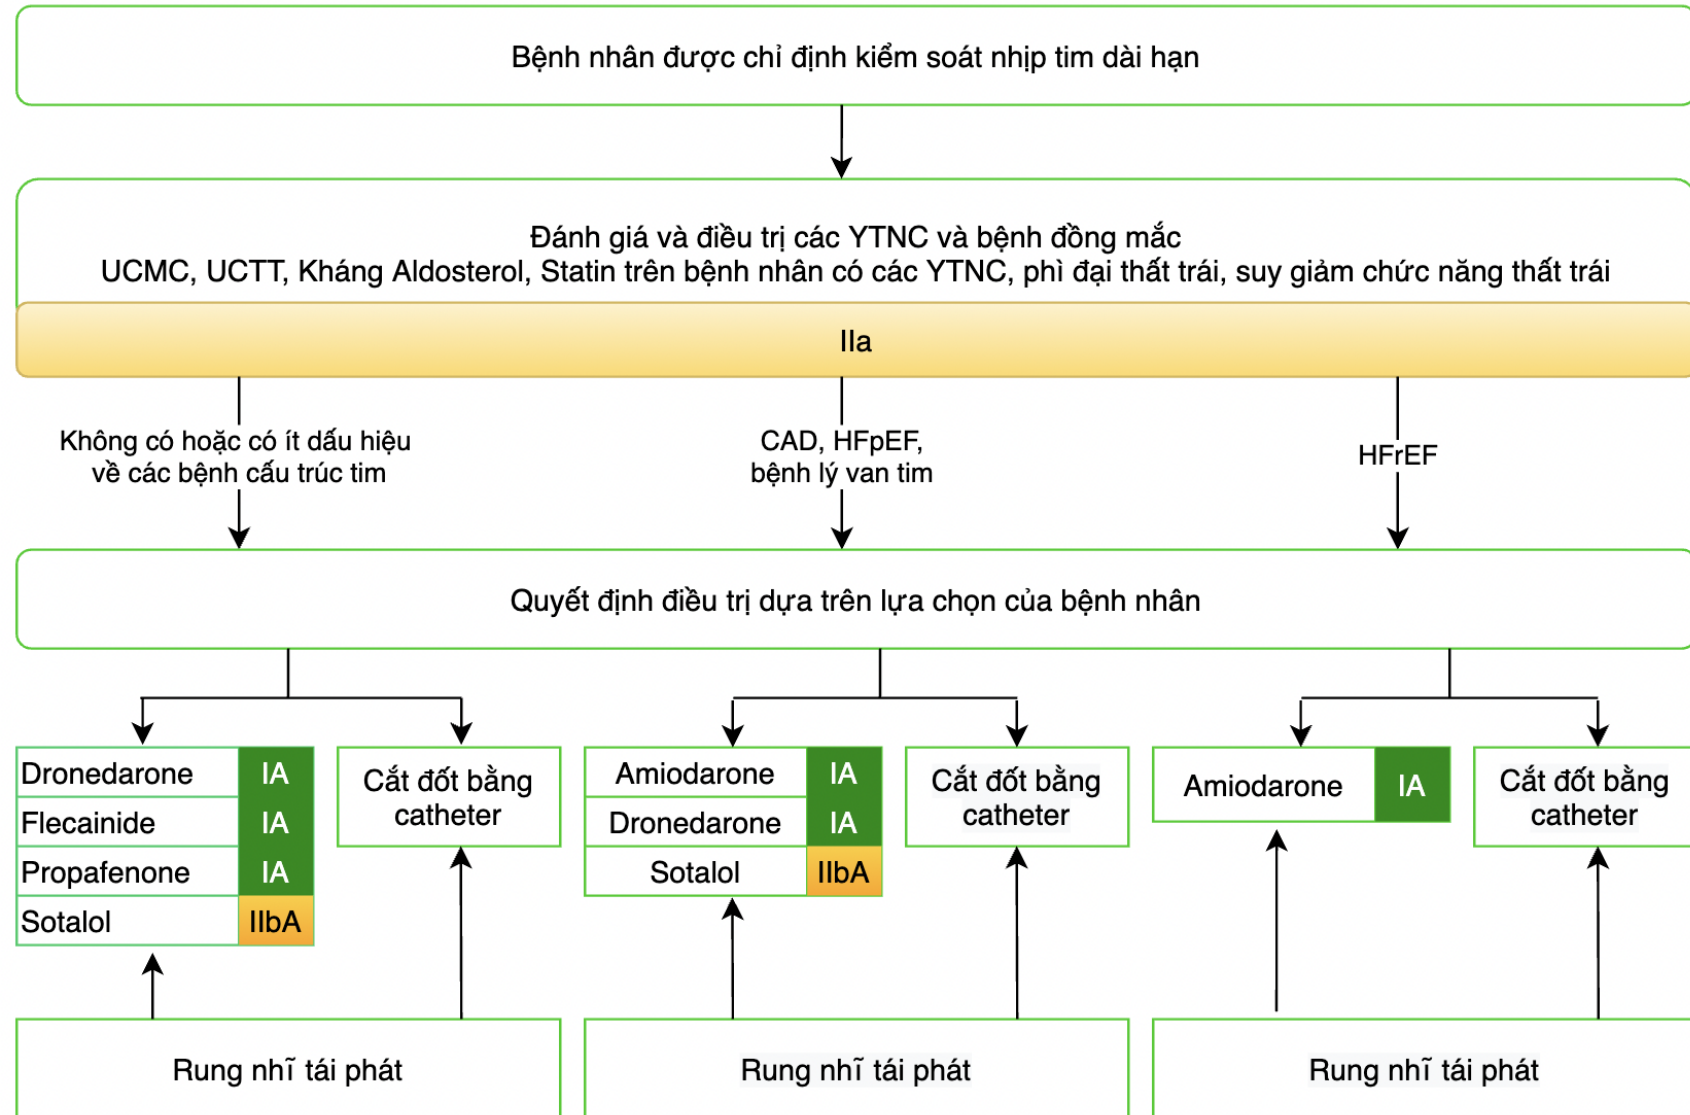 Bệnh nhân được chỉ định kiểm soát nhịp tim dài hạn
Đánh giá và điều trị các YTNC và bệnh đồng mắc
UCMC, UCTT, Kháng Aldosterol, Statin trên bệnh nhân có các YTNC, phì đại thất trái, suy giảm chức năng thất trái
IIa
Không có hoặc có ít dấu hiệu
về các bệnh cấu trúc tim
CAD, HFpEF,
bệnh lý van tim
HFrEF
Quyết định điều trị dựa trên lựa chọn của bệnh nhân
Dronedarone IA
Flecainide IA
Propafenone IA
Sotalol IIbA
Cắt đốt bằng
catheter
Amiodarone IA
Dronedarone IA
Sotalol IIbA
Cắt đốt bằng
catheter
Amiodarone IA
Cắt đốt bằng
catheter
Rung nhĩ tái phát
Rung nhĩ tái phát
Rung nhĩ tái phát